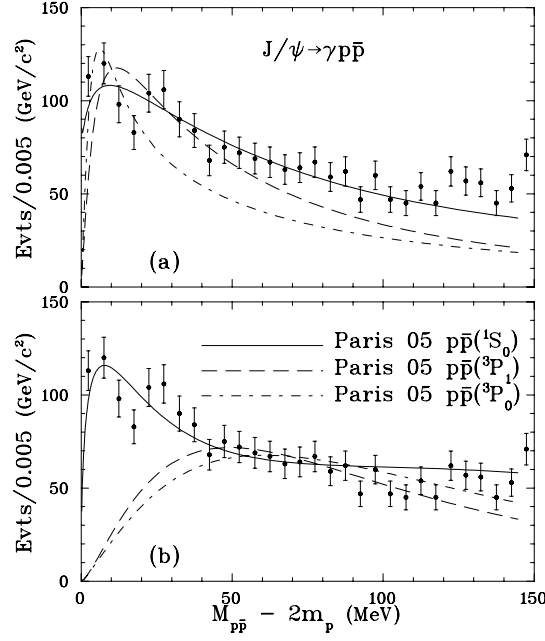 150
J/ψ→γpp̄
100
Evts/0.005 (GeV/c²)
50
(a)
0
150
Paris 05 pp̄(¹S₀)
Paris 05 pp̄(³P₁)
Paris 05 pp̄(³P₀)
100
Evts/0.005 (GeV/c²)
50
(b)
0
0 50 100 150
M_pp̄ − 2m_p (MeV)